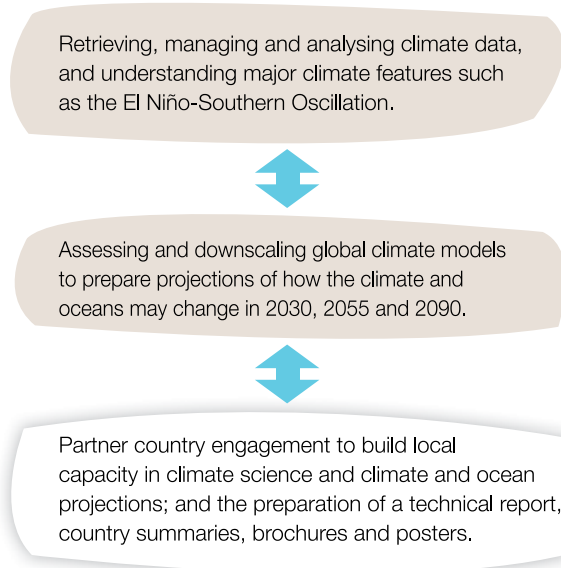 Retrieving, managing and analysing climate data,
and understanding major climate features such
as the El Niño-Southern Oscillation.
Assessing and downscaling global climate models
to prepare projections of how the climate and
oceans may change in 2030, 2055 and 2090.
Partner country engagement to build local
capacity in climate science and climate and ocean
projections; and the preparation of a technical report,
country summaries, brochures and posters.